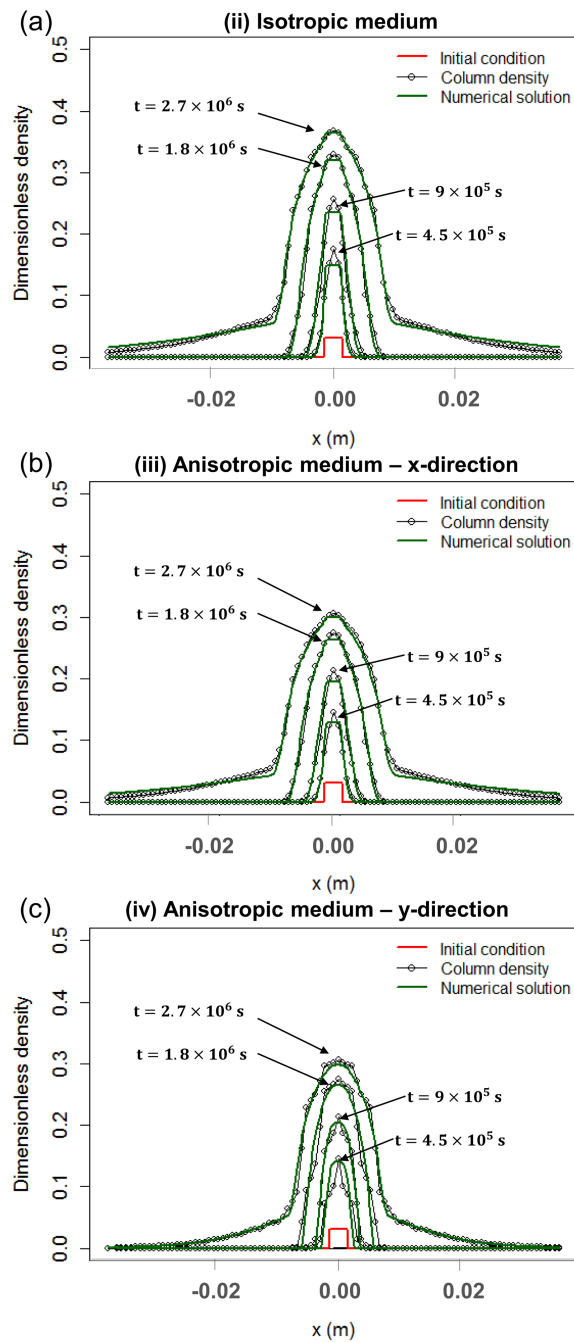 (a)
(ii) Isotropic medium
Initial condition
Column density
Numerical solution
t = 2.7 × 10⁶ s
t = 1.8 × 10⁶ s
t = 9 × 10⁵ s
t = 4.5 × 10⁵ s
Dimensionless density
0.5
0.4
0.3
0.2
0.1
0.0
-0.02
0.00
0.02
x (m)
(b)
(iii) Anisotropic medium – x-direction
Initial condition
Column density
Numerical solution
t = 2.7 × 10⁶ s
t = 1.8 × 10⁶ s
t = 9 × 10⁵ s
t = 4.5 × 10⁵ s
Dimensionless density
0.5
0.4
0.3
0.2
0.1
0.0
-0.02
0.00
0.02
x (m)
(c)
(iv) Anisotropic medium – y-direction
Initial condition
Column density
Numerical solution
t = 2.7 × 10⁶ s
t = 1.8 × 10⁶ s
t = 9 × 10⁵ s
t = 4.5 × 10⁵ s
Dimensionless density
0.5
0.4
0.3
0.2
0.1
0.0
-0.02
0.00
0.02
x (m)